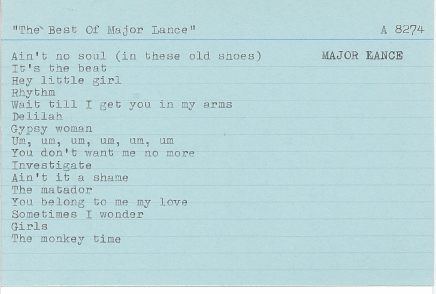 "The Best Of Major Lance" A 8274
Ain't no soul (in these old shoes) MAJOR LANCE
It's the beat
Hey little girl
Rhythm
Wait till I get you in my arms
Delilah
Gypsy woman
Um, um, um, um, um, um
You don't want me no more
Investigate
Ain't it a shame
The matador
You belong to me my love
Sometimes I wonder
Girls
The monkey time